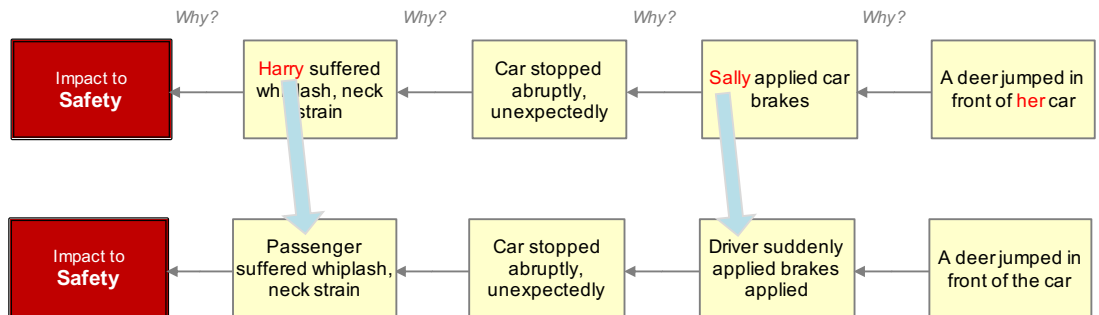 Why?
Why?
Why?
Why?
Impact to
Safety
Harry suffered
whiplash, neck
strain
Car stopped
abruptly,
unexpectedly
Sally applied car
brakes
A deer jumped in
front of her car
Impact to
Safety
Passenger
suffered whiplash,
neck strain
Car stopped
abruptly,
unexpectedly
Driver suddenly
applied brakes
applied
A deer jumped in
front of the car